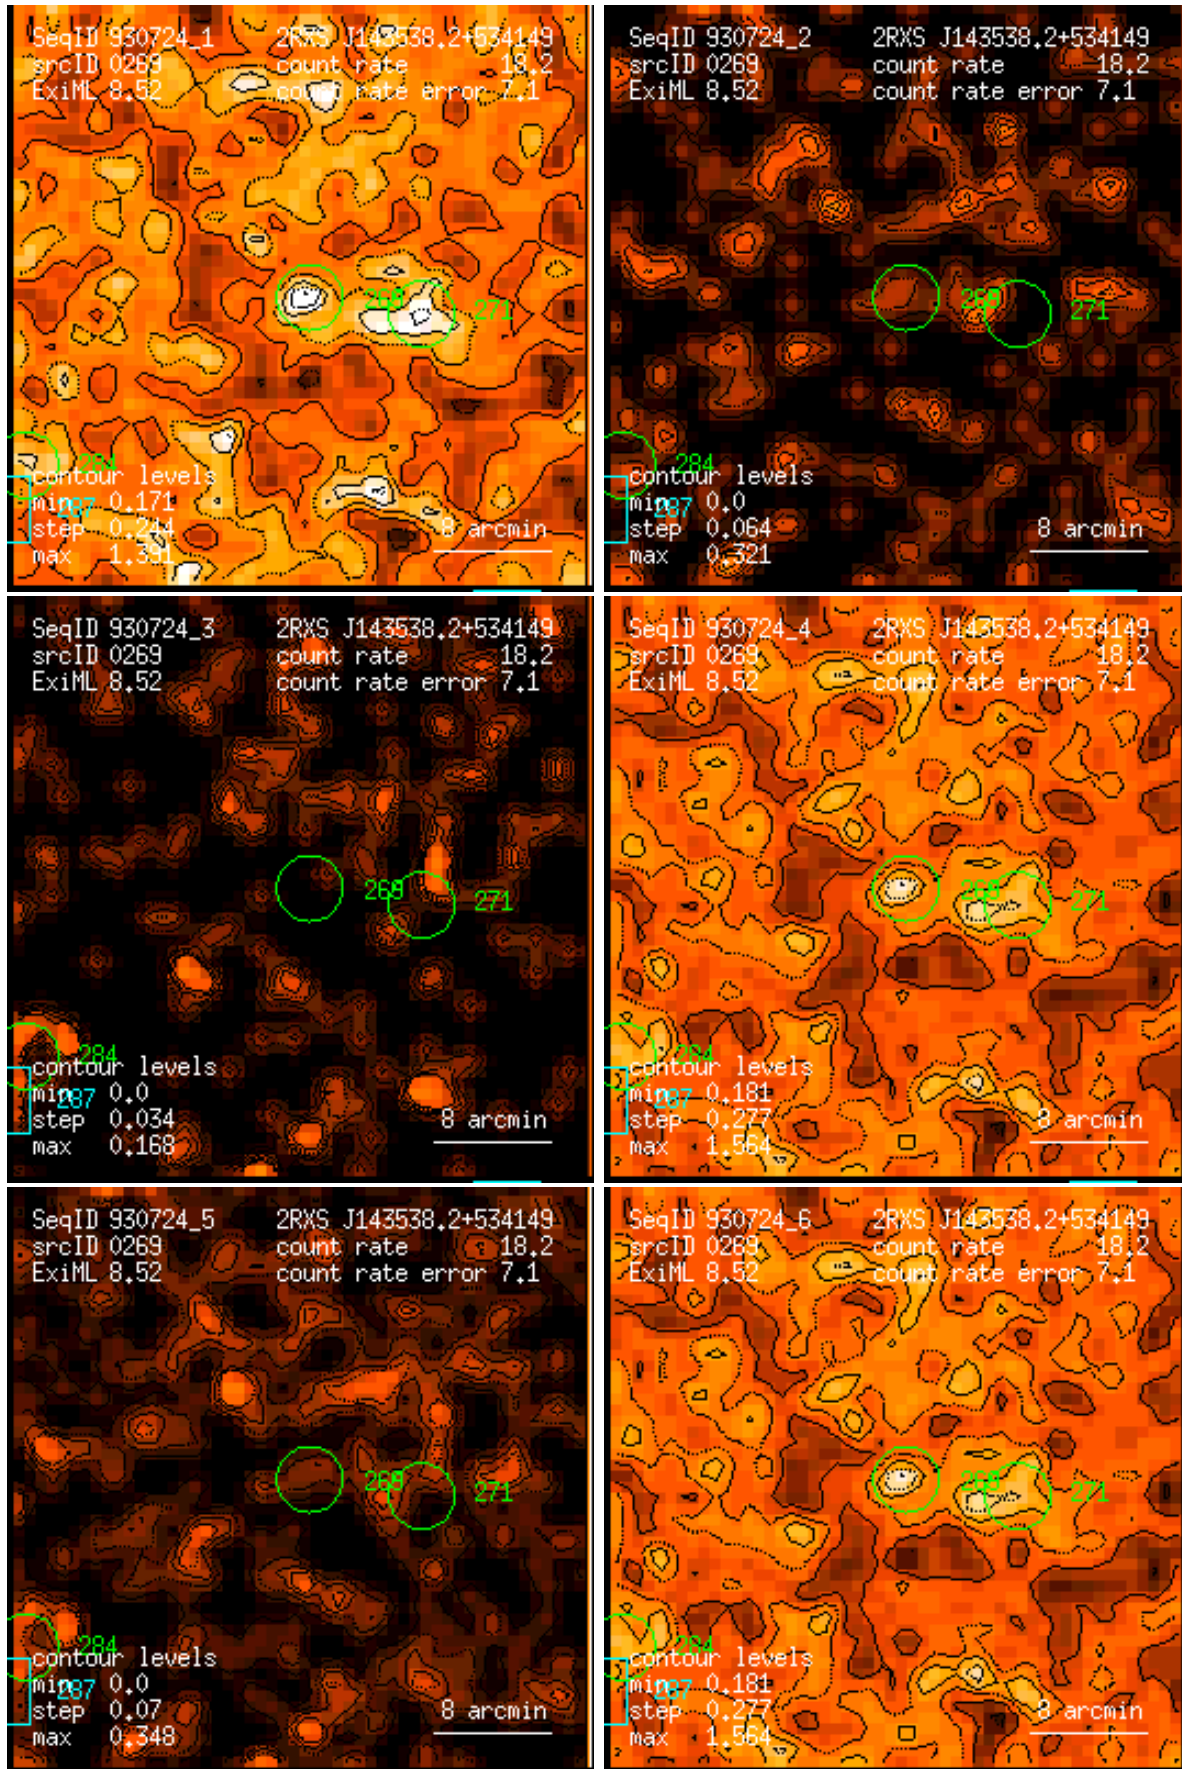 SeqID 930724_1 2RXS J143538.2+534149
srcID 0269 count rate 18.2
ExiML 8.52 count rate error 7.1
269 271
284
contour levels
min 0.171
287
step 0.244 8 arcmin
max 1.391
SeqID 930724_2 2RXS J143538.2+534149
srcID 0269 count rate 18.2
ExiML 8.52 count rate error 7.1
271
284
contour levels
min 0.0
287
step 0.064 8 arcmin
max 0.321
SeqID 930724_3 2RXS J143538.2+534149
srcID 0269 count rate 18.2
ExiML 8.52 count rate error 7.1
271
284
contour levels
min 0.0
287
step 0.034 8 arcmin
max 0.168
SeqID 930724_4 2RXS J143538.2+534149
srcID 0269 count rate 18.2
ExiML 8.52 count rate error 7.1
271
284
contour levels
min 0.181
287
step 0.277 8 arcmin
max 1.564
SeqID 930724_5 2RXS J143538.2+534149
srcID 0269 count rate 18.2
ExiML 8.52 count rate error 7.1
271
284
contour levels
min 0.0
287
step 0.07 8 arcmin
max 0.348
SeqID 930724_6 2RXS J143538.2+534149
srcID 0269 count rate 18.2
ExiML 8.52 count rate error 7.1
271
284
contour levels
min 0.181
287
step 0.277 8 arcmin
max 1.564